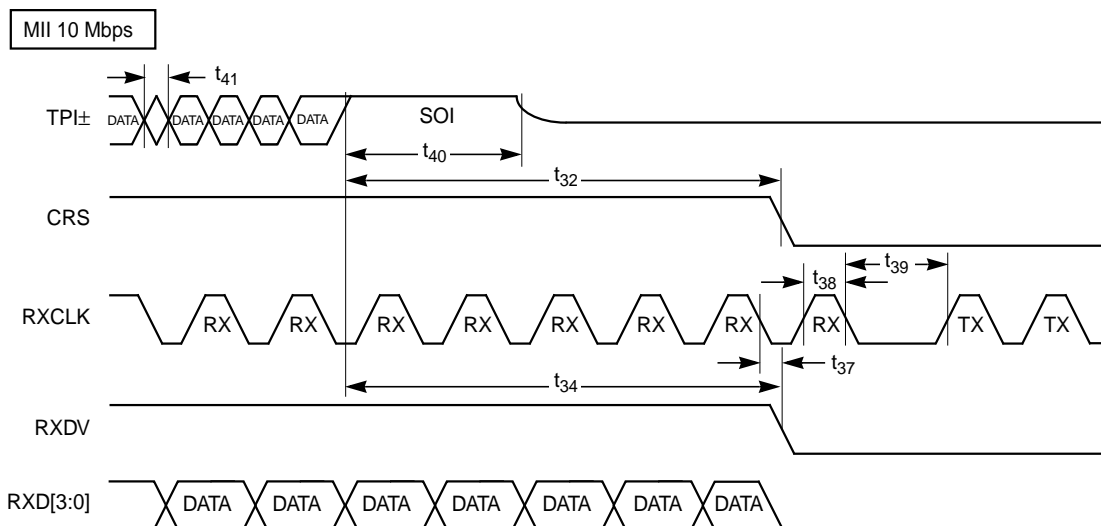 MII 10 Mbps
t41
TPI± DATA DATA DATA DATA DATA SOI
t40
t32
CRS
t38 t39
RXCLK RX RX RX RX RX RX RX RX TX TX
t37
t34
RXDV
RXD[3:0] DATA DATA DATA DATA DATA DATA DATA